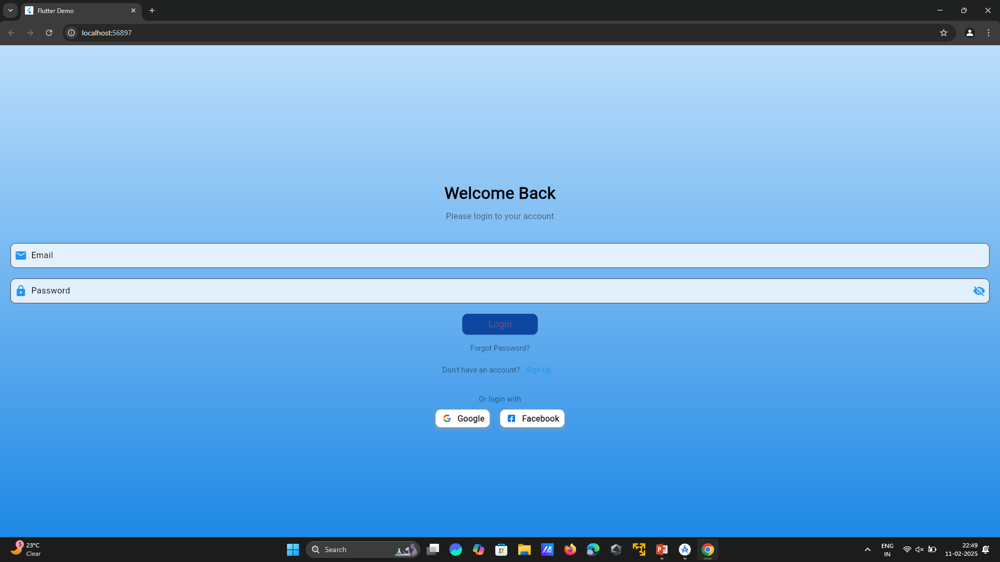 Flutter Demo
localhost:56897
Welcome Back
Please login to your account
Email
Password
Login
Forgot Password?
Don't have an account? Sign Up
Or login with
Google Facebook
5
23°C
Clear
Search
ENG
IN
22:49
11-02-2025